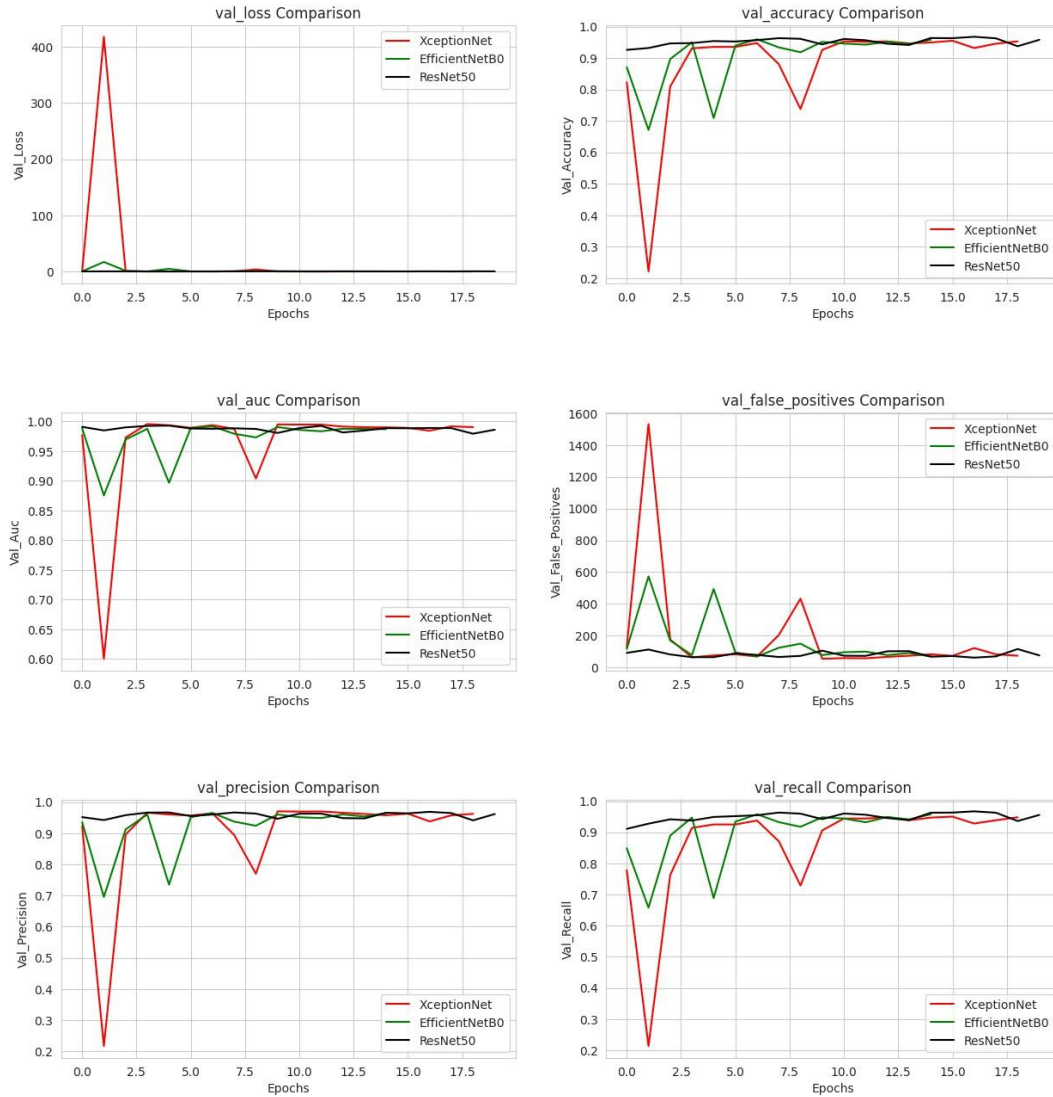 val_loss Comparison
Val_Loss
400
300
200
100
0
0.0 2.5 5.0 7.5 10.0 12.5 15.0 17.5
Epochs
XceptionNet
EfficientNetB0
ResNet50
val_accuracy Comparison
Val_Accuracy
1.0
0.9
0.8
0.7
0.6
0.5
0.4
0.3
0.2
0.0 2.5 5.0 7.5 10.0 12.5 15.0 17.5
Epochs
XceptionNet
EfficientNetB0
ResNet50
val_auc Comparison
Val_Auc
1.00
0.95
0.90
0.85
0.80
0.75
0.70
0.65
0.60
0.0 2.5 5.0 7.5 10.0 12.5 15.0 17.5
Epochs
XceptionNet
EfficientNetB0
ResNet50
val_false_positives Comparison
Val_False_Positives
1600
1400
1200
1000
800
600
400
200
0
0.0 2.5 5.0 7.5 10.0 12.5 15.0 17.5
Epochs
XceptionNet
EfficientNetB0
ResNet50
val_precision Comparison
Val_Precision
1.0
0.9
0.8
0.7
0.6
0.5
0.4
0.3
0.2
0.0 2.5 5.0 7.5 10.0 12.5 15.0 17.5
Epochs
XceptionNet
EfficientNetB0
ResNet50
val_recall Comparison
Val_Recall
1.0
0.9
0.8
0.7
0.6
0.5
0.4
0.3
0.2
0.0 2.5 5.0 7.5 10.0 12.5 15.0 17.5
Epochs
XceptionNet
EfficientNetB0
ResNet50